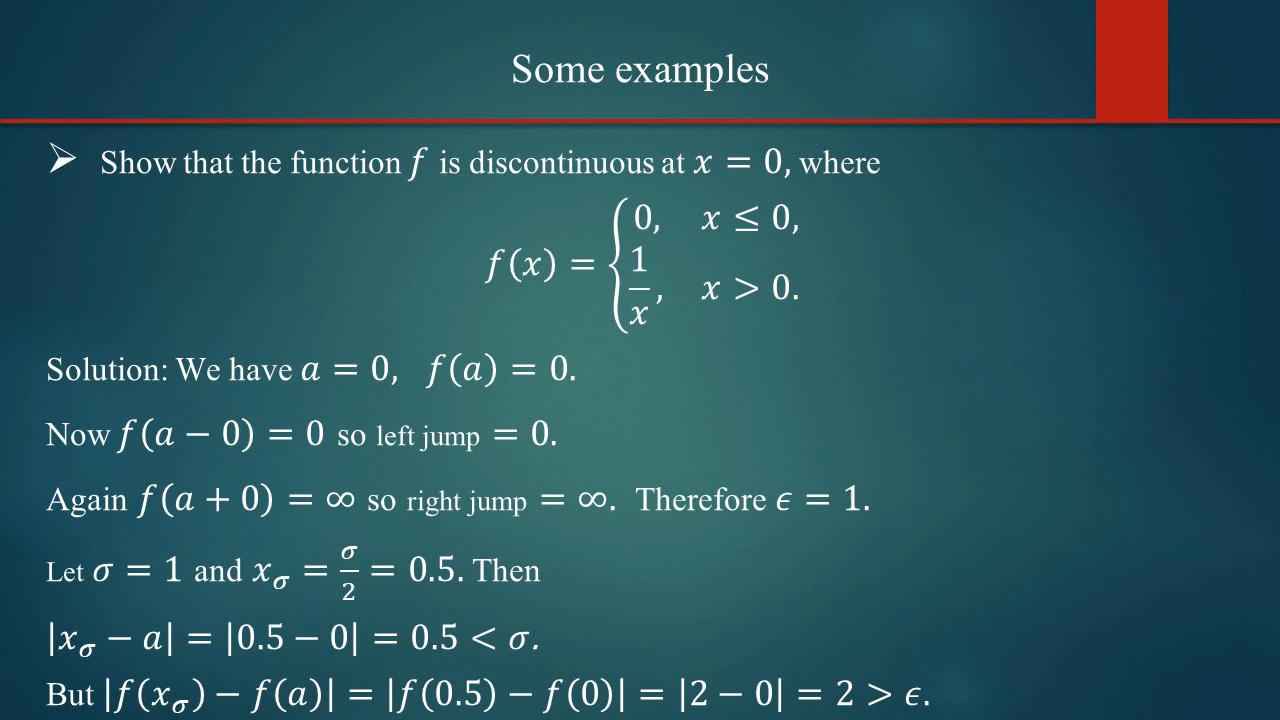 Some examples
➢ Show that the function 𝑓 is discontinuous at 𝑥 = 0, where
𝑓(𝑥) = { 0, 𝑥 ≤ 0,
1/𝑥, 𝑥 > 0.
Solution: We have 𝑎 = 0, 𝑓(𝑎) = 0.
Now 𝑓(𝑎 − 0) = 0 so left jump = 0.
Again 𝑓(𝑎 + 0) = ∞ so right jump = ∞. Therefore 𝜖 = 1.
Let 𝜎 = 1 and 𝑥_𝜎 = 𝜎/2 = 0.5. Then
|𝑥_𝜎 − 𝑎| = |0.5 − 0| = 0.5 < 𝜎.
But |𝑓(𝑥_𝜎) − 𝑓(𝑎)| = |𝑓(0.5) − 𝑓(0)| = |2 − 0| = 2 > 𝜖.